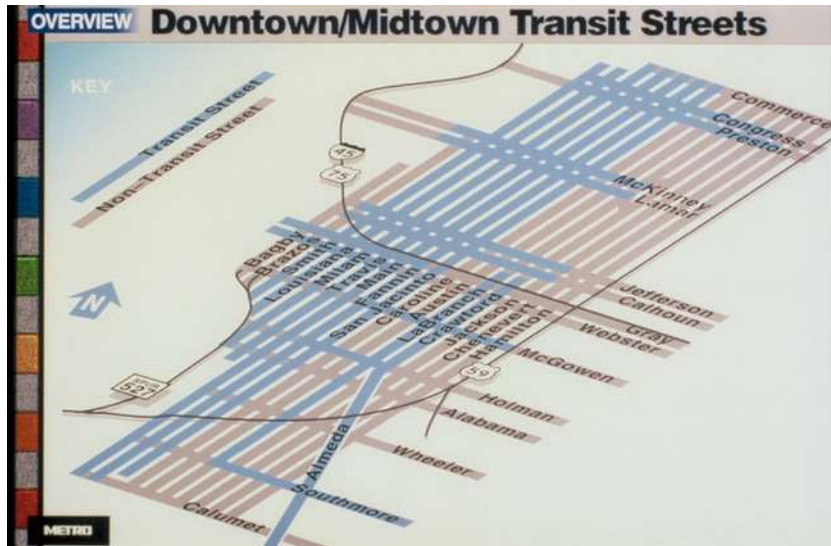 OVERVIEW Downtown/Midtown Transit Streets
KEY
Transit Street
Non-Transit Street
45
75
Commerce
Congress
Preston
McKinney
Lamar
Bagby
Brazos
Smith
Louisiana
Milam
Travis
Main
Fannin
San Jacinto
Caroline
Austin
LaBranch
Crawford
Jackson
Chenevert
Hamilton
Jefferson
Calhoun
Gray
Webster
McGowen
N
SPUR
527
59
Holman
Alabama
Wheeler
Almeda
Southmore
Calumet
METRO